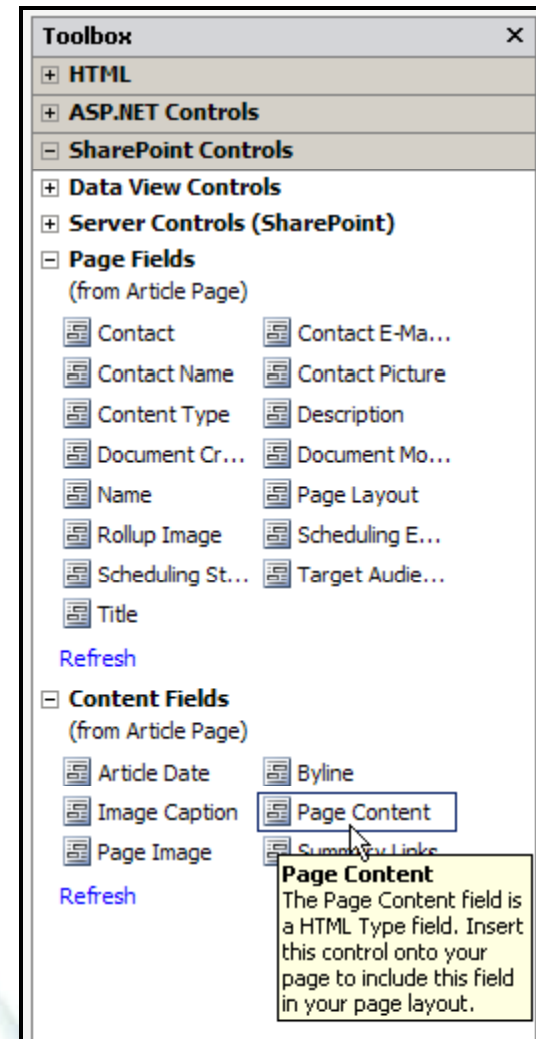 Toolbox
HTML
ASP.NET Controls
SharePoint Controls
Data View Controls
Server Controls (SharePoint)
Page Fields
(from Article Page)
Contact Contact E-Ma...
Contact Name Contact Picture
Content Type Description
Document Cr... Document Mo...
Name Page Layout
Rollup Image Scheduling E...
Scheduling St... Target Audie...
Title
Refresh
Content Fields
(from Article Page)
Article Date Byline
Image Caption Page Content
Page Image Summary Links
Refresh
Page Content
The Page Content field is
a HTML Type field. Insert
this control onto your
page to include this field
in your page layout.